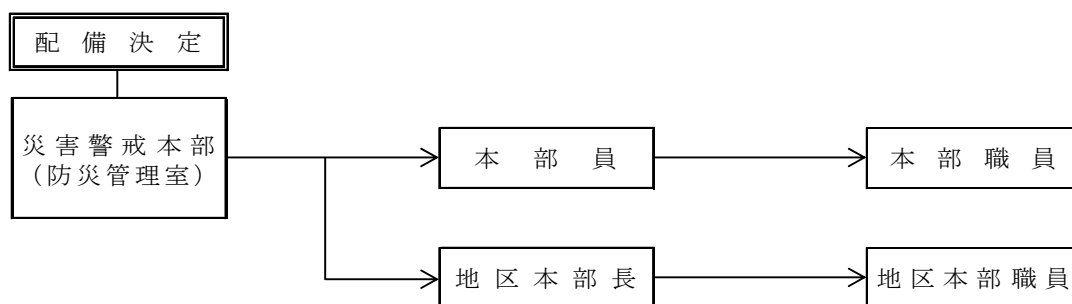 配備決定
災害警戒本部
（防災管理室）
本部員
本部職員
地区本部長
地区本部職員